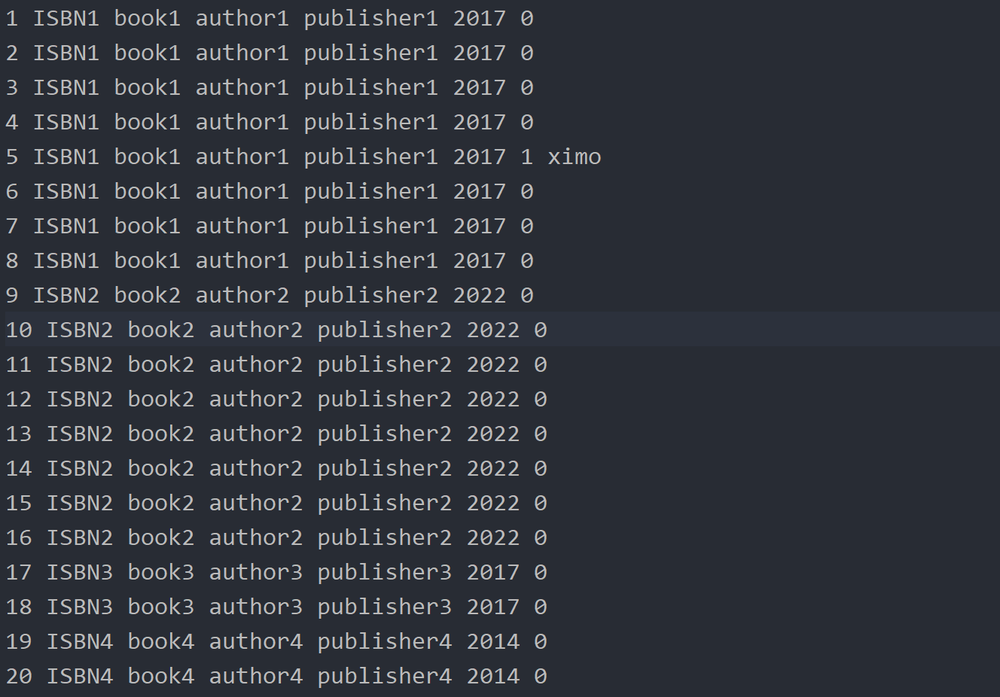 1 ISBN1 book1 author1 publisher1 2017 0
2 ISBN1 book1 author1 publisher1 2017 0
3 ISBN1 book1 author1 publisher1 2017 0
4 ISBN1 book1 author1 publisher1 2017 0
5 ISBN1 book1 author1 publisher1 2017 1 ximo
6 ISBN1 book1 author1 publisher1 2017 0
7 ISBN1 book1 author1 publisher1 2017 0
8 ISBN1 book1 author1 publisher1 2017 0
9 ISBN2 book2 author2 publisher2 2022 0
10 ISBN2 book2 author2 publisher2 2022 0
11 ISBN2 book2 author2 publisher2 2022 0
12 ISBN2 book2 author2 publisher2 2022 0
13 ISBN2 book2 author2 publisher2 2022 0
14 ISBN2 book2 author2 publisher2 2022 0
15 ISBN2 book2 author2 publisher2 2022 0
16 ISBN2 book2 author2 publisher2 2022 0
17 ISBN3 book3 author3 publisher3 2017 0
18 ISBN3 book3 author3 publisher3 2017 0
19 ISBN4 book4 author4 publisher4 2014 0
20 ISBN4 book4 author4 publisher4 2014 0